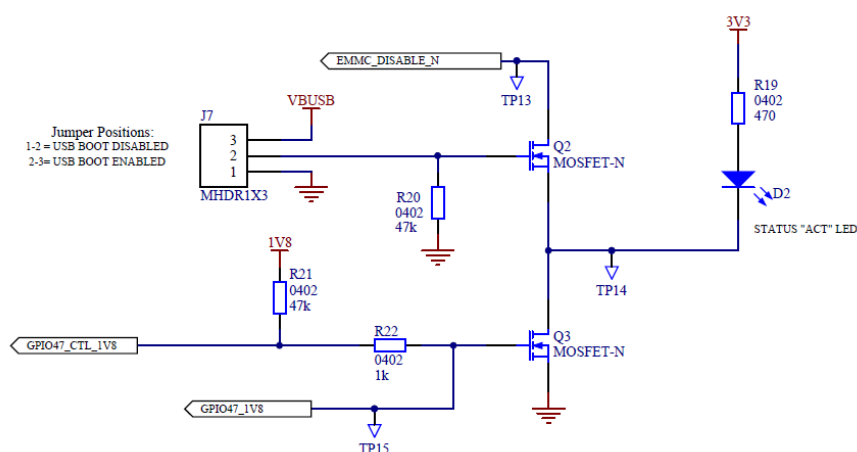 EMMC_DISABLE_N
TP13
3V3
R19
0402
470
VBUSB
J7
Jumper Positions:
1-2 = USB BOOT DISABLED
2-3= USB BOOT ENABLED
3
2
1
MHDR1X3
Q2
MOSFET-N
R20
0402
47k
D2
STATUS "ACT" LED
1V8
R21
0402
47k
TP14
R22
0402
1k
Q3
MOSFET-N
GPIO47_CTL_1V8
GPIO47_1V8
TP15